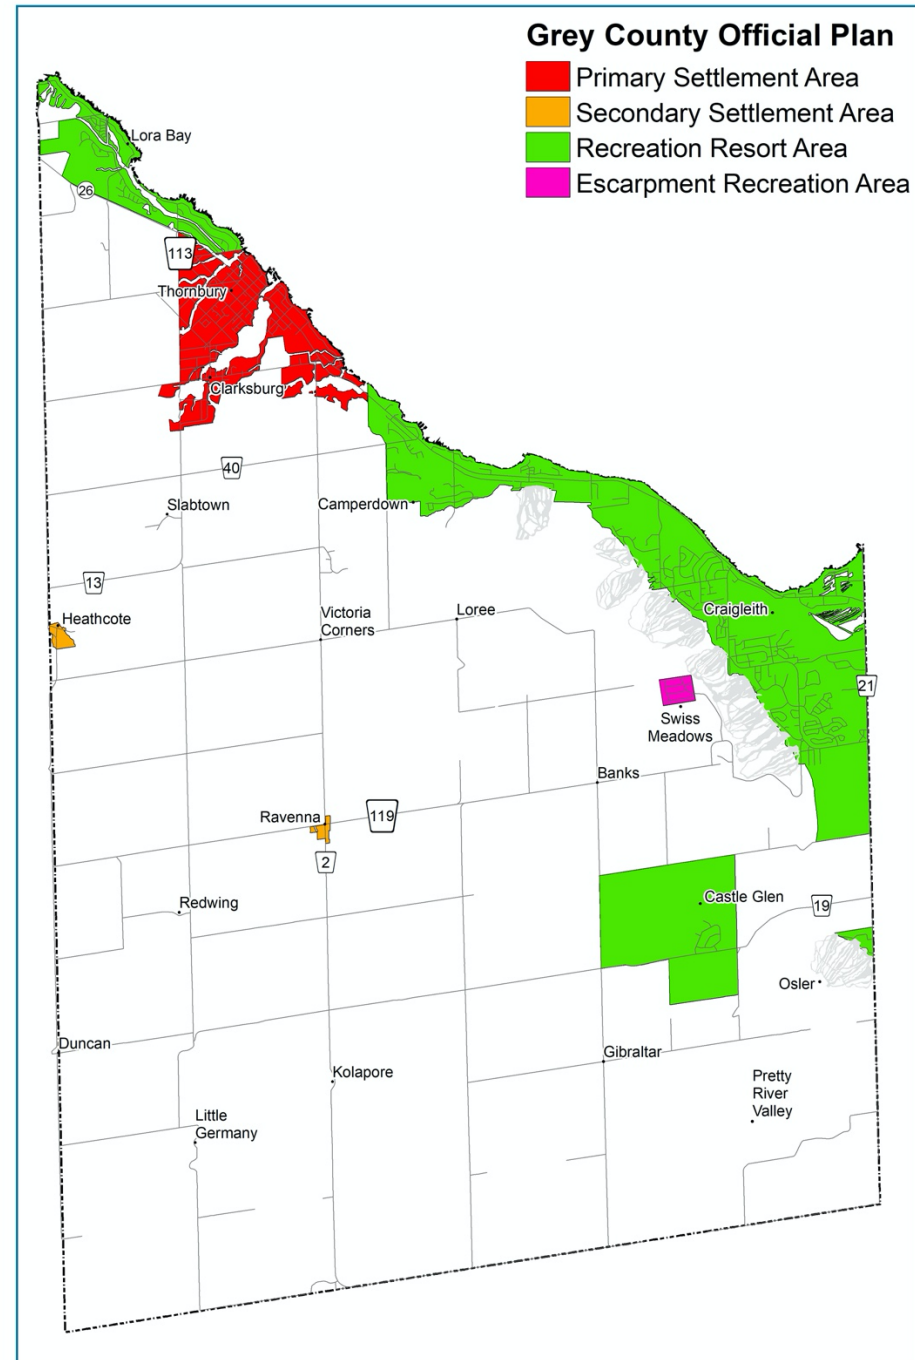 Grey County Official Plan
Primary Settlement Area
Secondary Settlement Area
Recreation Resort Area
Escarpment Recreation Area
Lora Bay
26
113
Thornbury
Clarksburg
40
Slabtown
Camperdown
13
Heathcote
Victoria
Corners
Loree
Craigleith
21
Swiss
Meadows
Banks
Ravenna
119
2
Redwing
Castle Glen
19
Osler
Duncan
Gibraltar
Kolapore
Pretty
River
Valley
Little
Germany